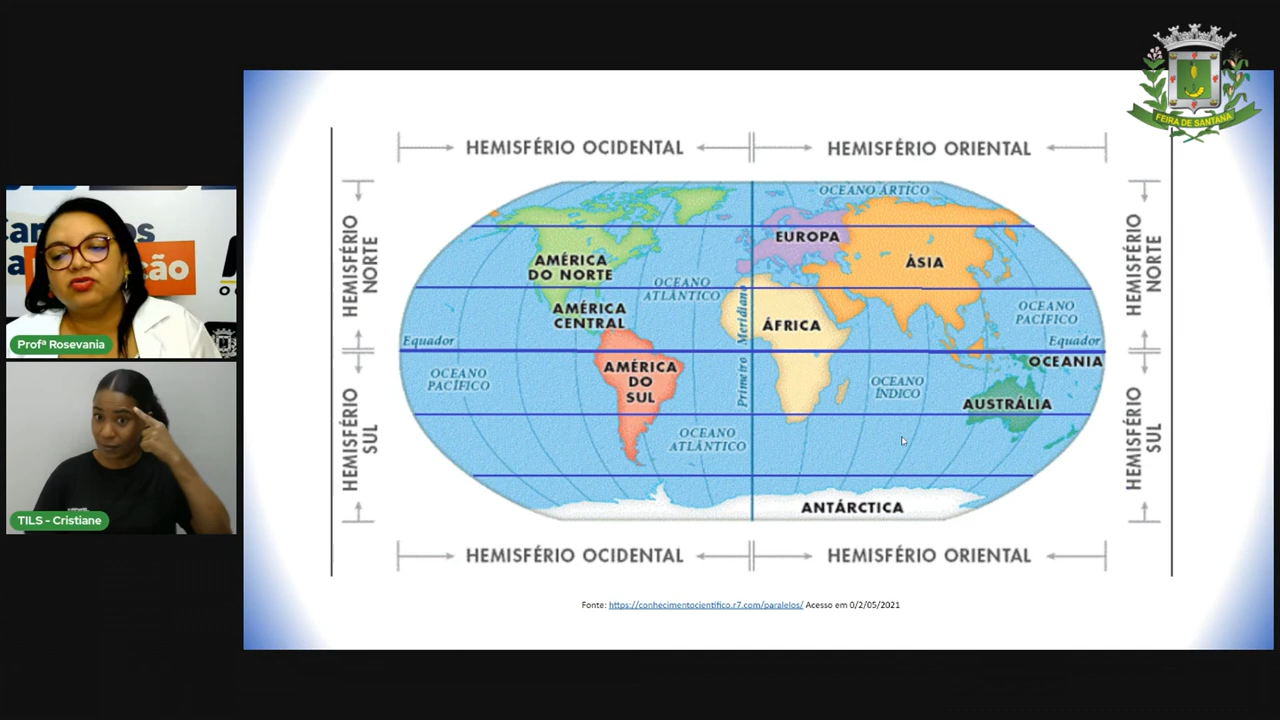 FEIRA DE SANTANA
HEMISFÉRIO OCIDENTAL
HEMISFÉRIO ORIENTAL
HEMISFÉRIO
NORTE
HEMISFÉRIO
NORTE
OCEANO ÁRTICO
EUROPA
ÁSIA
AMÉRICA
DO NORTE
OCEANO
ATLÂNTICO
AMÉRICA
CENTRAL
ÁFRICA
OCEANO
PACÍFICO
Equador
Equador
Primeiro Meridiano
OCEANIA
OCEANO
PACÍFICO
AMÉRICA
DO
SUL
OCEANO
ÍNDICO
AUSTRÁLIA
OCEANO
ATLÂNTICO
HEMISFÉRIO
SUL
HEMISFÉRIO
SUL
ANTÁRCTICA
HEMISFÉRIO OCIDENTAL
HEMISFÉRIO ORIENTAL
Fonte: https://conhecimentocientifico.r7.com/paralelos/ Acesso em 0/2/05/2021
Profª Rosevania
TILS - Cristiane